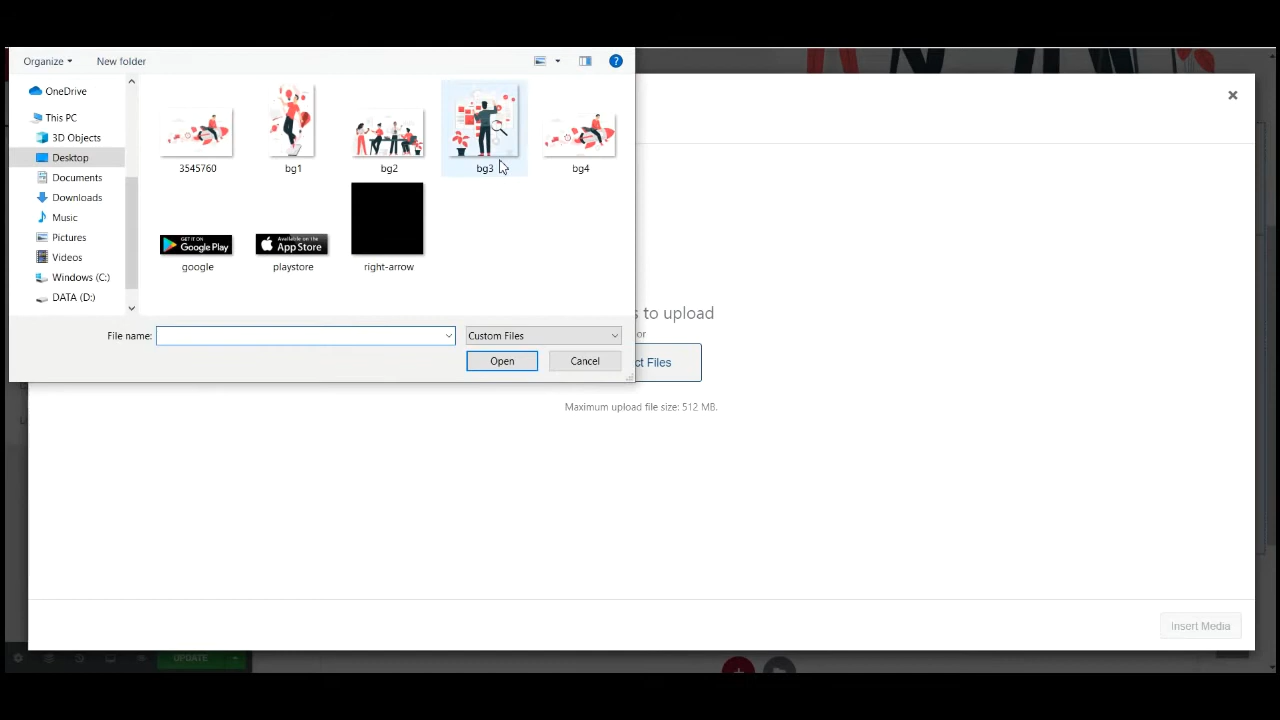 Organize
New folder
OneDrive
This PC
3D Objects
Desktop
Documents
Downloads
Music
Pictures
Videos
Windows (C:)
DATA (D:)
3545760
bg1
bg2
bg3
bg4
GET IT ON
Google Play
Available on the
App Store
google
playstore
right-arrow
File name:
Custom Files
Open
Cancel
s to upload
or
ct Files
Maximum upload file size: 512 MB.
Insert Media
UPDATE